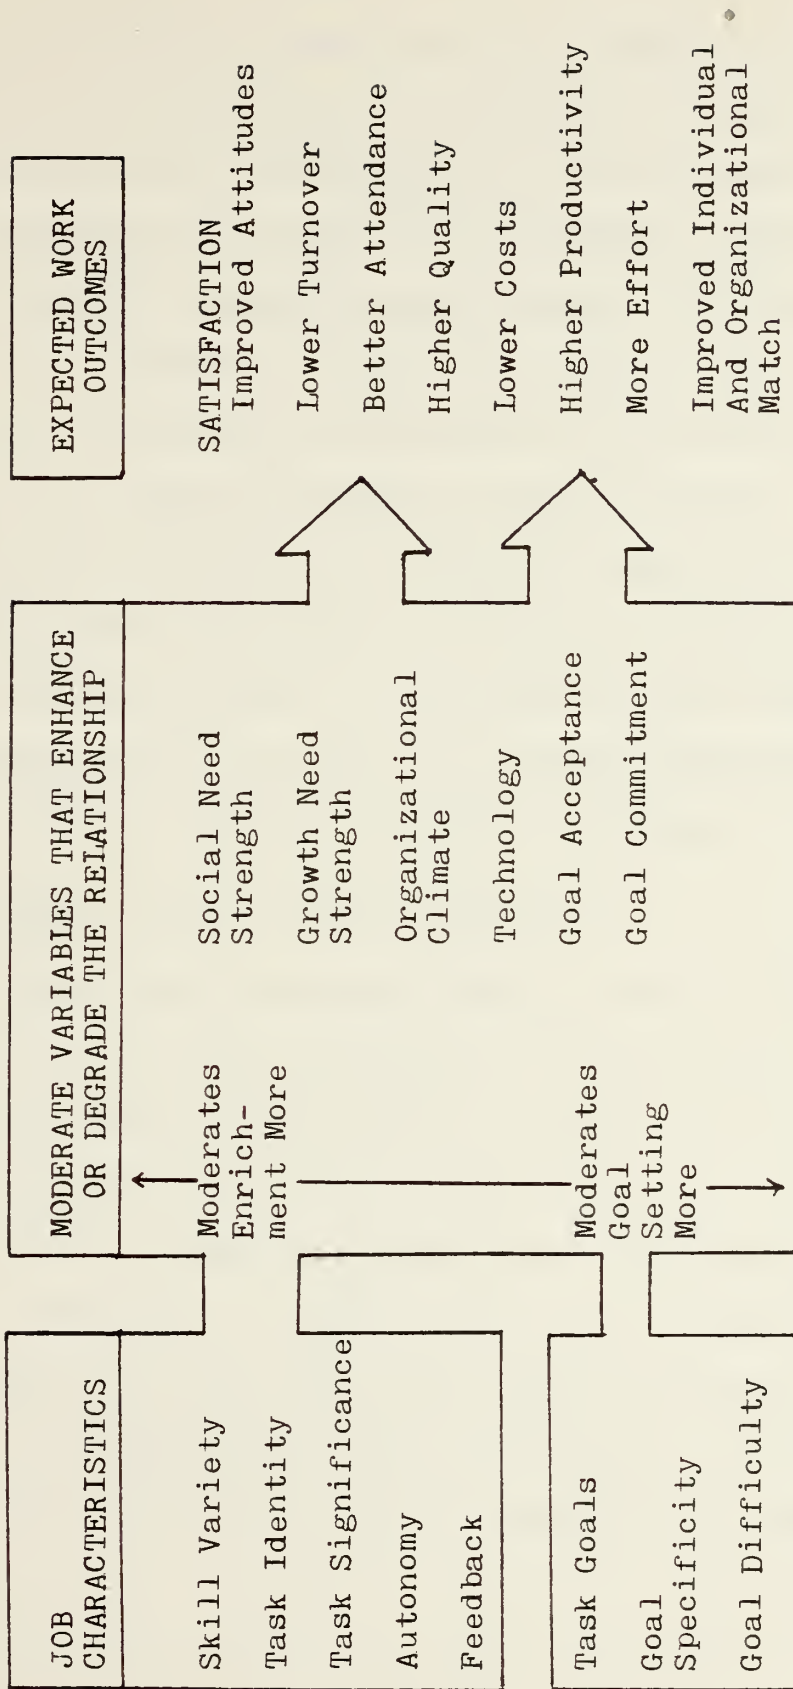 JOB
CHARACTERISTICS
Skill Variety
Task Identity
Task Significance
Autonomy
Feedback
Task Goals
Goal
Specificity
Goal Difficulty
MODERATE VARIABLES THAT ENHANCE
OR DEGRADE THE RELATIONSHIP
Moderates
Enrich-
ment More
Moderates
Goal
Setting
More
Social Need
Strength
Growth Need
Strength
Organizational
Climate
Technology
Goal Acceptance
Goal Commitment
EXPECTED WORK
OUTCOMES
SATISFACTION
Improved Attitudes
Lower Turnover
Better Attendance
Higher Quality
Lower Costs
Higher Productivity
More Effort
Improved Individual
And Organizational
Match